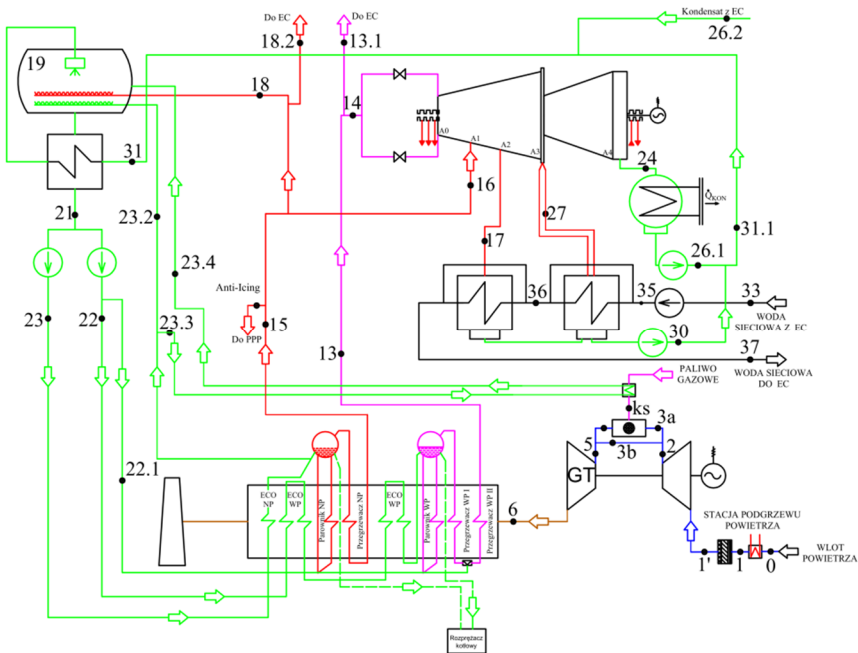 Do EC
Do EC
Kondensat z EC
18.2
13.1
26.2
19
18
14
A0
A1
A2
A3
A4
24
31
16
Q̇KON
21
23.2
27
31.1
17
26.1
23.4
Anti-Icing
36
35
33
23
22
23.3
15
WODA
SIECIOWA Z EC
Do PPP
30
13
37
WODA SIECIOWA
DO EC
PALIWO
GAZOWE
ks
3a
5
3b
2
GT
22.1
ECO
NP
ECO
WP
Parownik NP
Przegrzewacz NP
ECO
WP
Parownik WP
Przegrzewacz WP I
Przegrzewacz WP II
6
STACJA PODGRZEWU
POWIETRZA
1'
1
0
WLOT
POWIETRZA
Rozprężacz
kotłowy